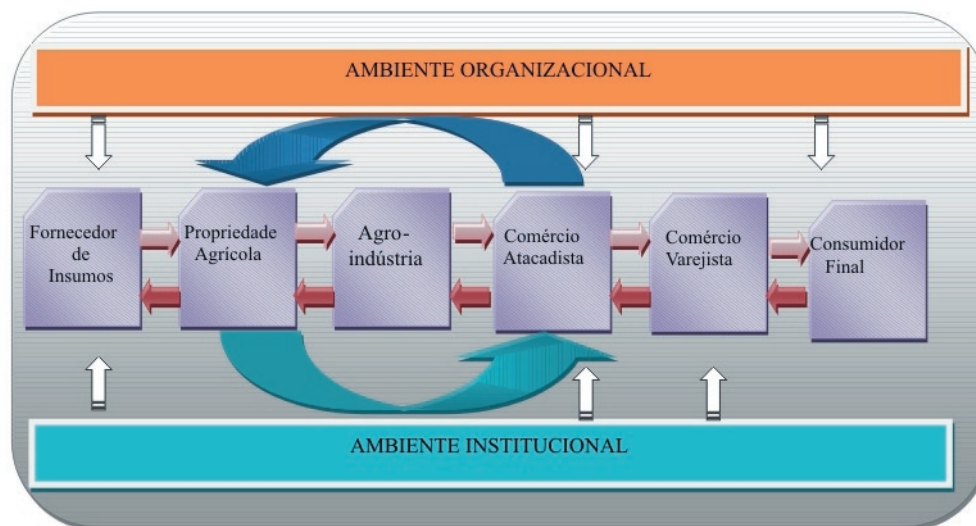 AMBIENTE ORGANIZACIONAL
Fornecedor
de
Insumos
Propriedade
Agrícola
Agro-
indústria
Comércio
Atacadista
Comércio
Varejista
Consumidor
Final
AMBIENTE INSTITUCIONAL